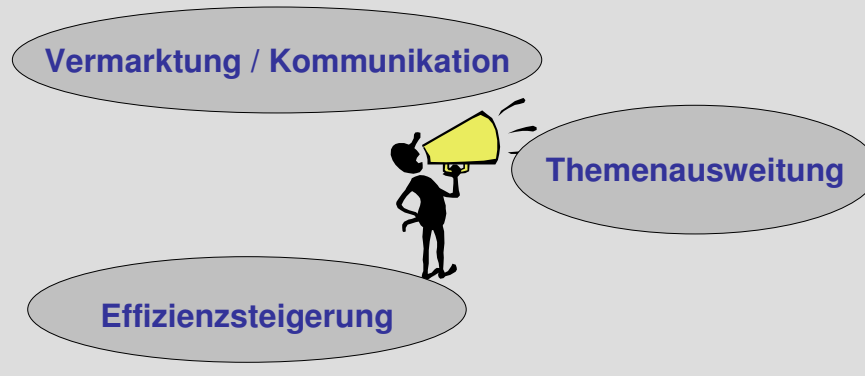 Vermarktung / Kommunikation
Themenausweitung
Effizienzsteigerung